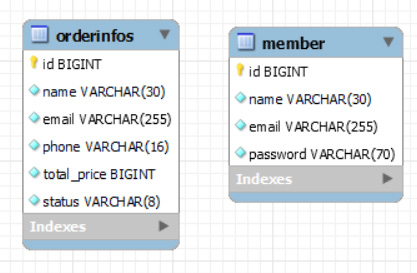 orderinfos
id BIGINT
name VARCHAR(30)
email VARCHAR(255)
phone VARCHAR(16)
total_price BIGINT
status VARCHAR(8)
Indexes
member
id BIGINT
name VARCHAR(30)
email VARCHAR(255)
password VARCHAR(70)
Indexes